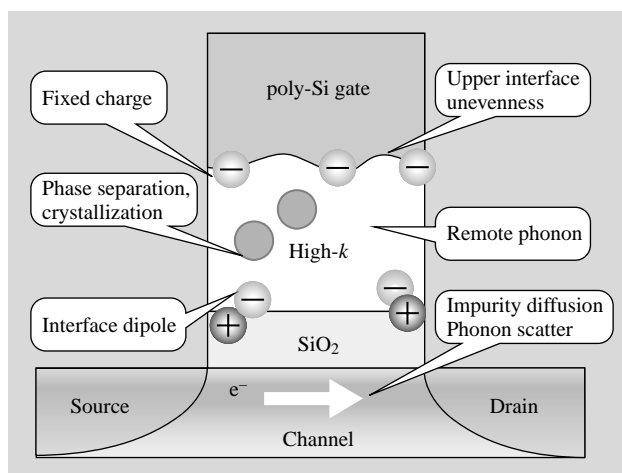 poly-Si gate
Fixed charge
Upper interface
unevenness
− − −
Phase separation,
crystallization
High-k
Remote phonon
− −
+ +
Interface dipole
Impurity diffusion
Phonon scatter
SiO₂
Source
e⁻
Drain
Channel